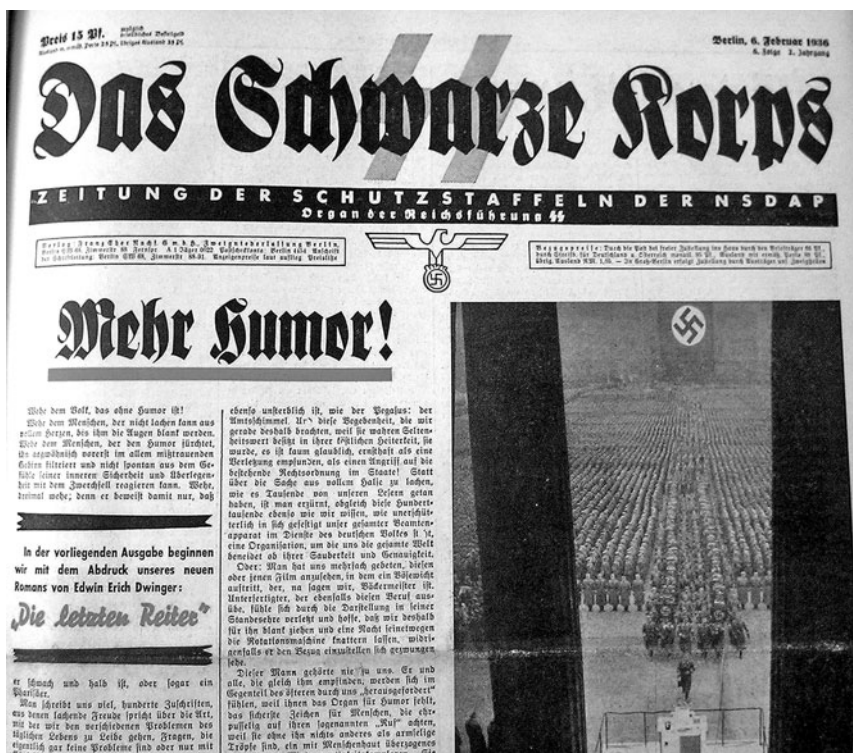 Preis 15 Pf.
Berlin, 6. Februar 1936
6. Folge 2. Jahrgang
Das Schwarze Korps
ZEITUNG DER SCHUTZSTAFFELN DER NSDAP
Organ der Reichsführung SS
Verlag: Franz Eher Nachf. G.m.b.H., Zweigniederlassung Berlin,
Mehr Humor!
Wehe dem Volk, das ohne Humor ist!
Wehe dem Menschen, der nicht lachen kann aus
vollem Herzen, bis ihm die Augen blank werden.
Wehe dem Menschen, der den Humor fürchtet,
ihn argwöhnisch vorerst im allem mißtrauenden
Gehirn filtriert und nicht spontan aus dem Ge-
fühle seiner inneren Sicherheit und Überlegen-
heit mit dem Zwerchfell reagieren kann. Wehe,
dreimal wehe; denn er beweist damit nur, daß
In der vorliegenden Ausgabe beginnen
wir mit dem Abdruck unseres neuen
Romans von Edwin Erich Dwinger:
„Die letzten Reiter"
er schwach und halb ist, oder sogar ein
Pharisäer.
Man schreibt uns viel, hunderte Zuschriften,
aus denen lachende Freude spricht über die Art,
mit der wir den verschiedenen Problemen des
täglichen Lebens zu Leibe gehen, Fragen, die
eigentlich gar keine Probleme sind oder nur mit
ebenso unsterblich ist, wie der Pegasus: der
Amtsschimmel. Und diese Begebenheit, die wir
gerade deshalb brachten, weil sie wahren Selten-
heitswert besitzt in ihrer köstlichen Heiterkeit, sie
wurde, es ist kaum glaublich, ernsthaft als eine
Verletzung empfunden, als einen Angriff auf die
bestehende Rechtsordnung im Staate! Statt
über die Sache aus vollem Halse zu lachen,
wie es Tausende von unseren Lesern getan
haben, ist man erzürnt, obgleich diese Hundert-
tausende ebenso wie wir wissen, wie unerschüt-
terlich in sich gefestigt unser gesamter Beamten-
apparat im Dienste des deutschen Volkes steht,
eine Organisation, um die uns die gesamte Welt
beneidet ob ihrer Sauberkeit und Genauigkeit.
Oder: Man hat uns mehrfach gebeten, diesen
oder jenen Film anzusehen, in dem ein Bösewicht
auftritt, der, na sagen wir, Bäckermeister ist.
Unterfertigter, der ebenfalls diesen Beruf aus-
übe, fühle sich durch die Darstellung in seiner
Standesehre verletzt und hoffe, daß wir deshalb
für ihn blank ziehen und eine Nacht seinetwegen
die Rotationsmaschine knattern lassen, widri-
genfalls er den Bezug einzustellen sich gezwungen
sehe.
Dieser Mann gehörte nie zu uns. Er und
alle, die gleich ihm empfinden, werden sich im
Gegenteil des öfteren durch uns „herausgefordert"
fühlen, weil ihnen das Organ für Humor fehlt,
das sicherste Zeichen für Menschen, die ehr-
pusselig auf ihren sogenannten „Ruf" achten,
weil sie ohne ihn nichts anderes als armselige
Tröpfe sind, ein mit Menschenhaut überzogenes